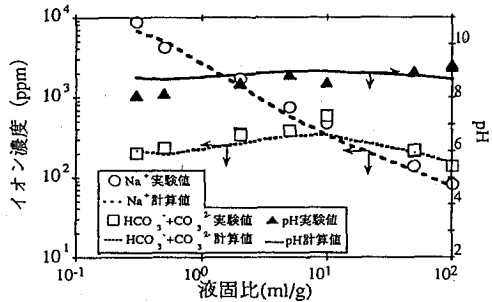 10⁴
10³
10²
10¹
イオン濃度 (ppm)
10
8
6
4
2
pH
Na⁺実験値
Na⁺計算値
HCO₃⁻+CO₃²⁻実験値
HCO₃⁻+CO₃²⁻計算値
pH実験値
pH計算値
10⁻¹
10⁰
10¹
10²
液固比(ml/g)